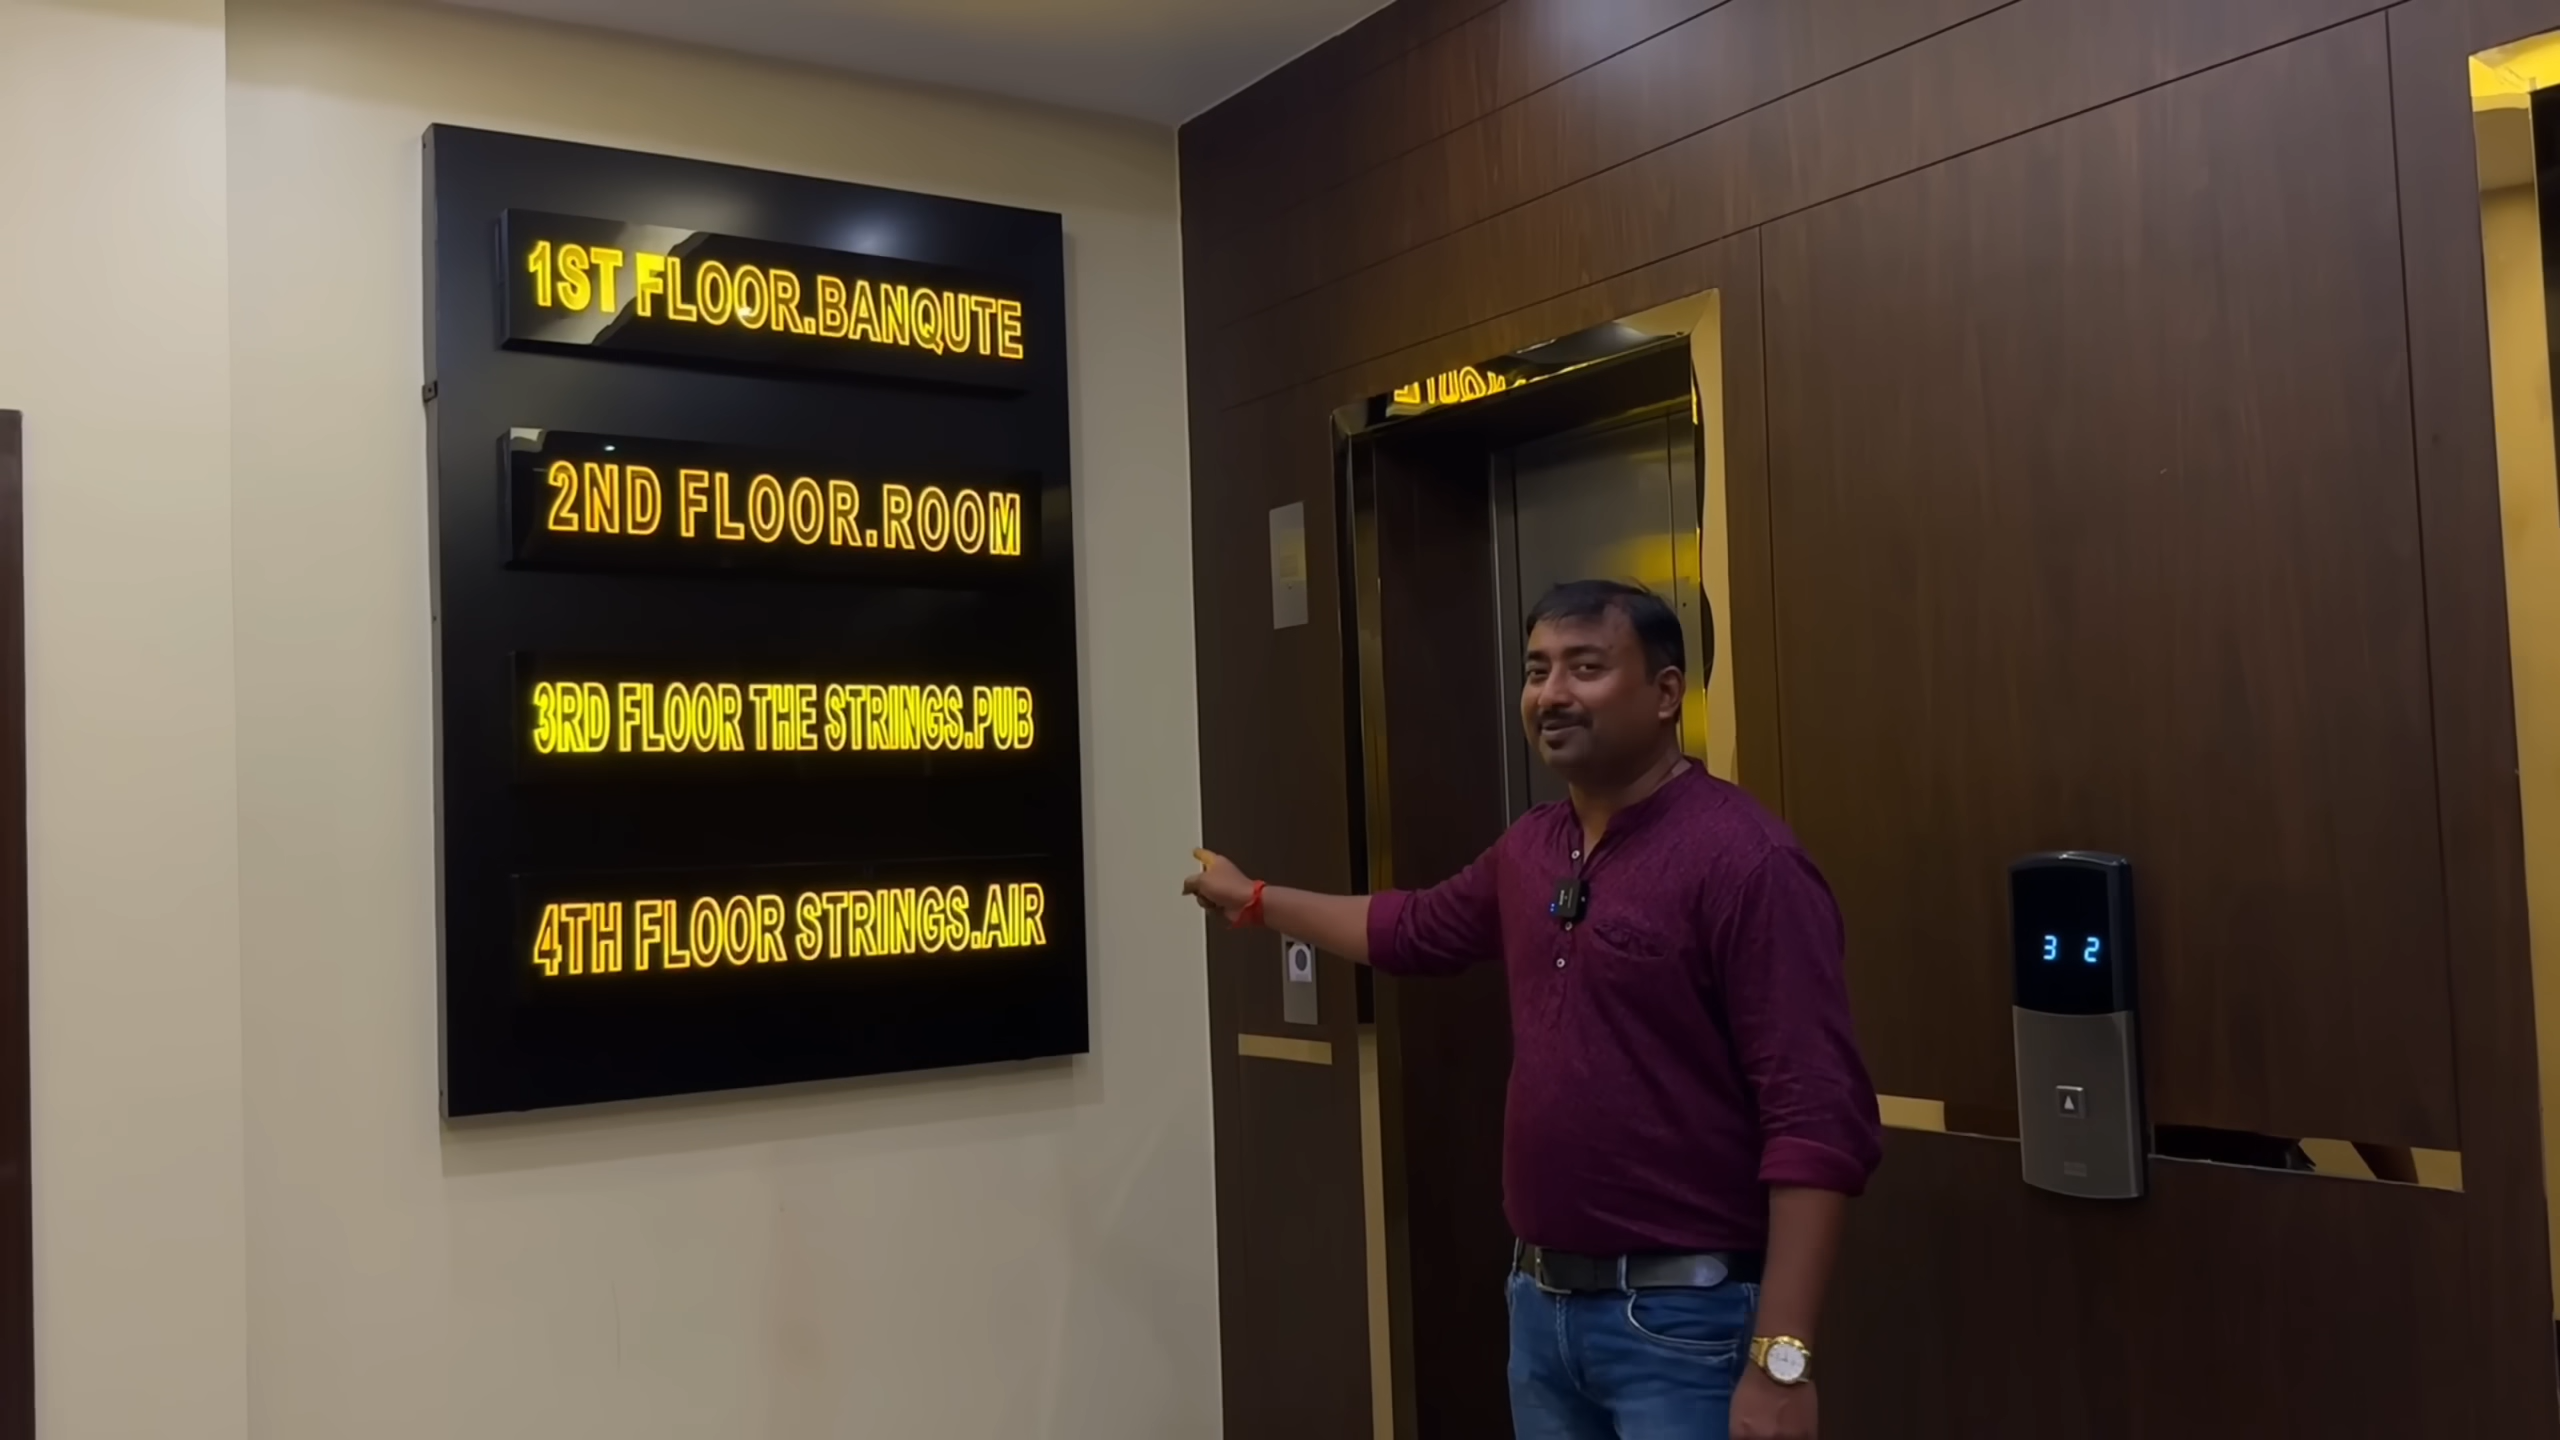 1ST FLOOR.BANQUTE
2ND FLOOR.ROOM
3RD FLOOR THE STRINGS.PUB
4TH FLOOR STRINGS.AIR
3 2